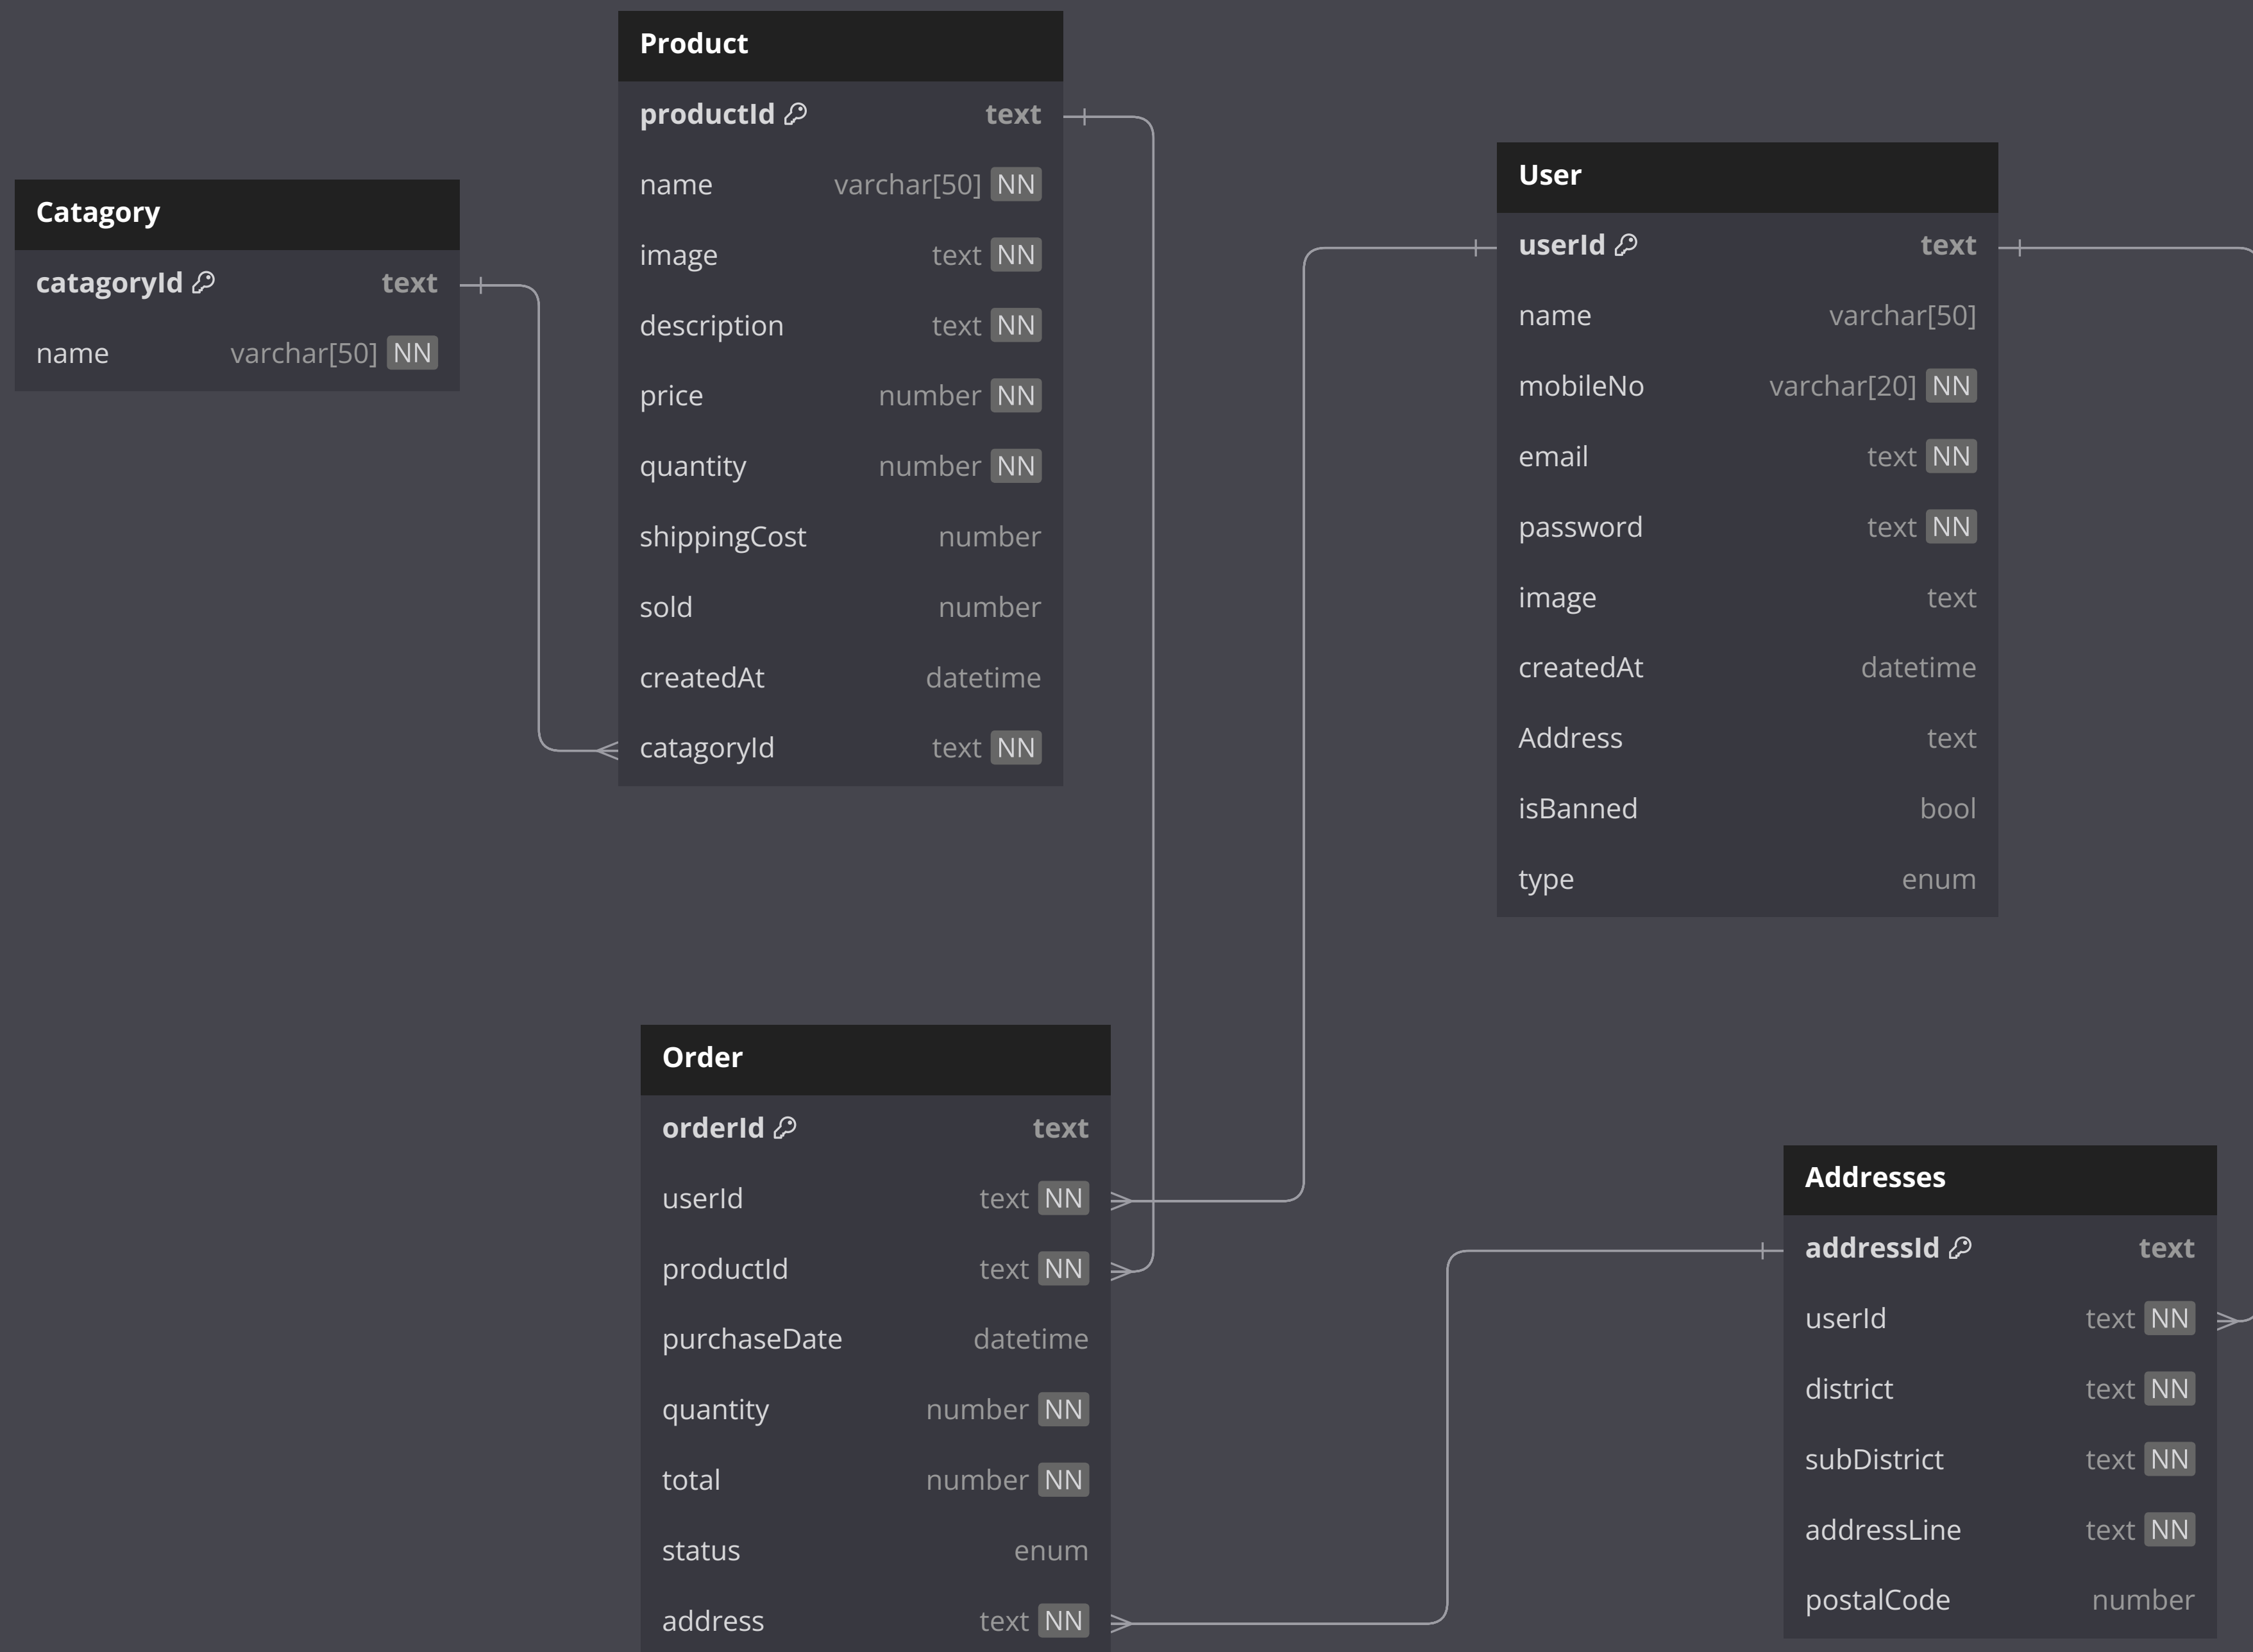 Product
productId text
name varchar[50] NN
image text NN
description text NN
price number NN
quantity number NN
shippingCost number
sold number
createdAt datetime
catagoryId text NN
Catagory
catagoryId text
name varchar[50] NN
User
userId text
name varchar[50]
mobileNo varchar[20] NN
email text NN
password text NN
image text
createdAt datetime
Address text
isBanned bool
type enum
Order
orderId text
userId text NN
productId text NN
purchaseDate datetime
quantity number NN
total number NN
status enum
address text NN
Addresses
addressId text
userId text NN
district text NN
subDistrict text NN
addressLine text NN
postalCode number